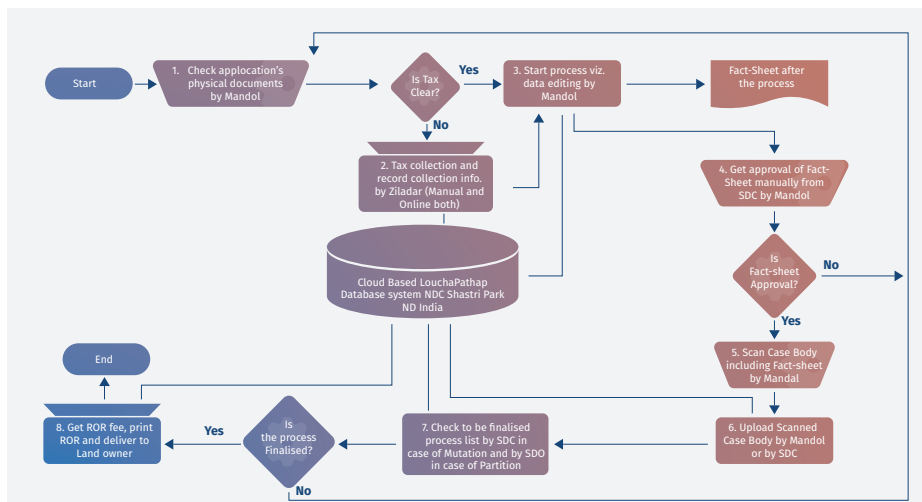 Start
1. Check applocation's
physical documents
by Mandol
Is Tax
Clear?
Yes
No
3. Start process viz.
data editing by
Mandol
Fact-Sheet after
the process
2. Tax collection and
record collection info.
by Ziladar (Manual and
Online both)
4. Get approval of Fact-
Sheet manually from
SDC by Mandol
Cloud Based LouchaPathap
Database system NDC Shastri Park
ND India
Is
Fact-sheet
Approval?
No
Yes
5. Scan Case Body
including Fact-sheet
by Mandal
End
8. Get ROR fee, print
ROR and deliver to
Land owner
Yes
Is
the process
Finalised?
No
7. Check to be finalised
process list by SDC in
case of Mutation and by SDO
in case of Partition
6. Upload Scanned
Case Body by Mandol
or by SDC